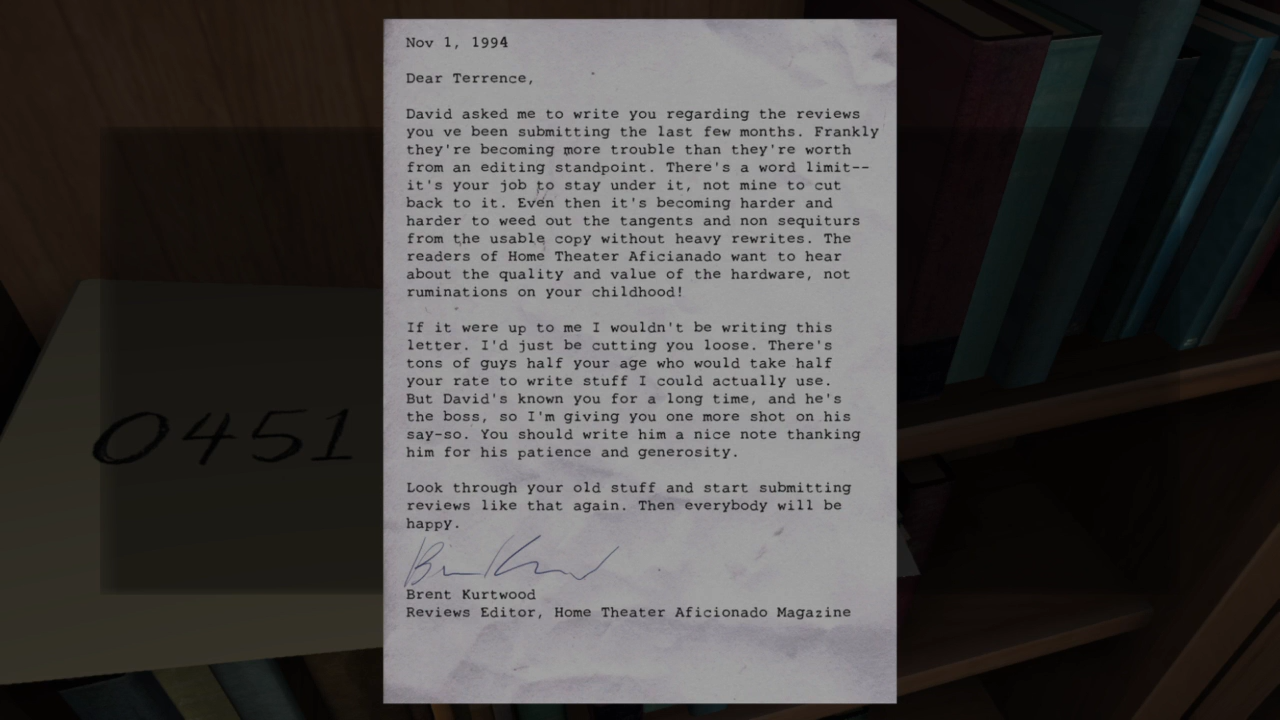 Nov 1, 1994
Dear Terrence,
David asked me to write you regarding the reviews
you ve been submitting the last few months. Frankly
they're becoming more trouble than they're worth
from an editing standpoint. There's a word limit--
it's your job to stay under it, not mine to cut
back to it. Even then it's becoming harder and
harder to weed out the tangents and non sequiturs
from the usable copy without heavy rewrites. The
readers of Home Theater Aficianado want to hear
about the quality and value of the hardware, not
ruminations on your childhood!
If it were up to me I wouldn't be writing this
letter. I'd just be cutting you loose. There's
tons of guys half your age who would take half
your rate to write stuff I could actually use.
But David's known you for a long time, and he's
the boss, so I'm giving you one more shot on his
say-so. You should write him a nice note thanking
him for his patience and generosity.
Look through your old stuff and start submitting
reviews like that again. Then everybody will be
happy.
Brent Kurtwood
Reviews Editor, Home Theater Aficionado Magazine
0451